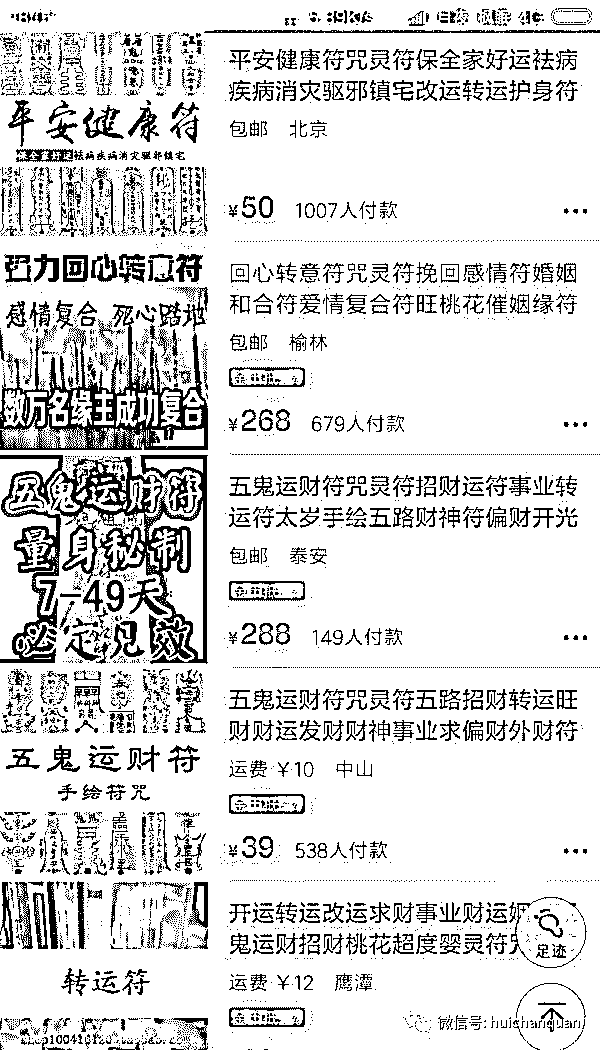 平安健康符咒灵符保全家好运祛病
疾病消灾驱邪镇宅改运转运护身符
包邮 北京
¥50 1007人付款
平安健康符
祛病疾病消灾驱邪镇宅
回心转意符咒灵符挽回感情符婚姻
和合符爱情复合符旺桃花催姻缘符
包邮 榆林
¥268 679人付款
强力回心转意符
感情复合 死心踏地
数万名缘主成功复合
五鬼运财符咒灵符招财运符事业转
运符太岁手绘五路财神符偏财开光
包邮 泰安
¥288 149人付款
五鬼运财符
量身秘制
7-49天
必定见效
五鬼运财符咒灵符五路招财转运旺
财财运发财财神事业求偏财外财符
运费 ¥10 中山
¥39 538人付款
五鬼运财符
手绘符咒
开运转运改运求财事业财运
鬼运财招财桃花超度婴灵符
运费 ¥12 鹰潭
转运符
足迹
微信号: huichanquan